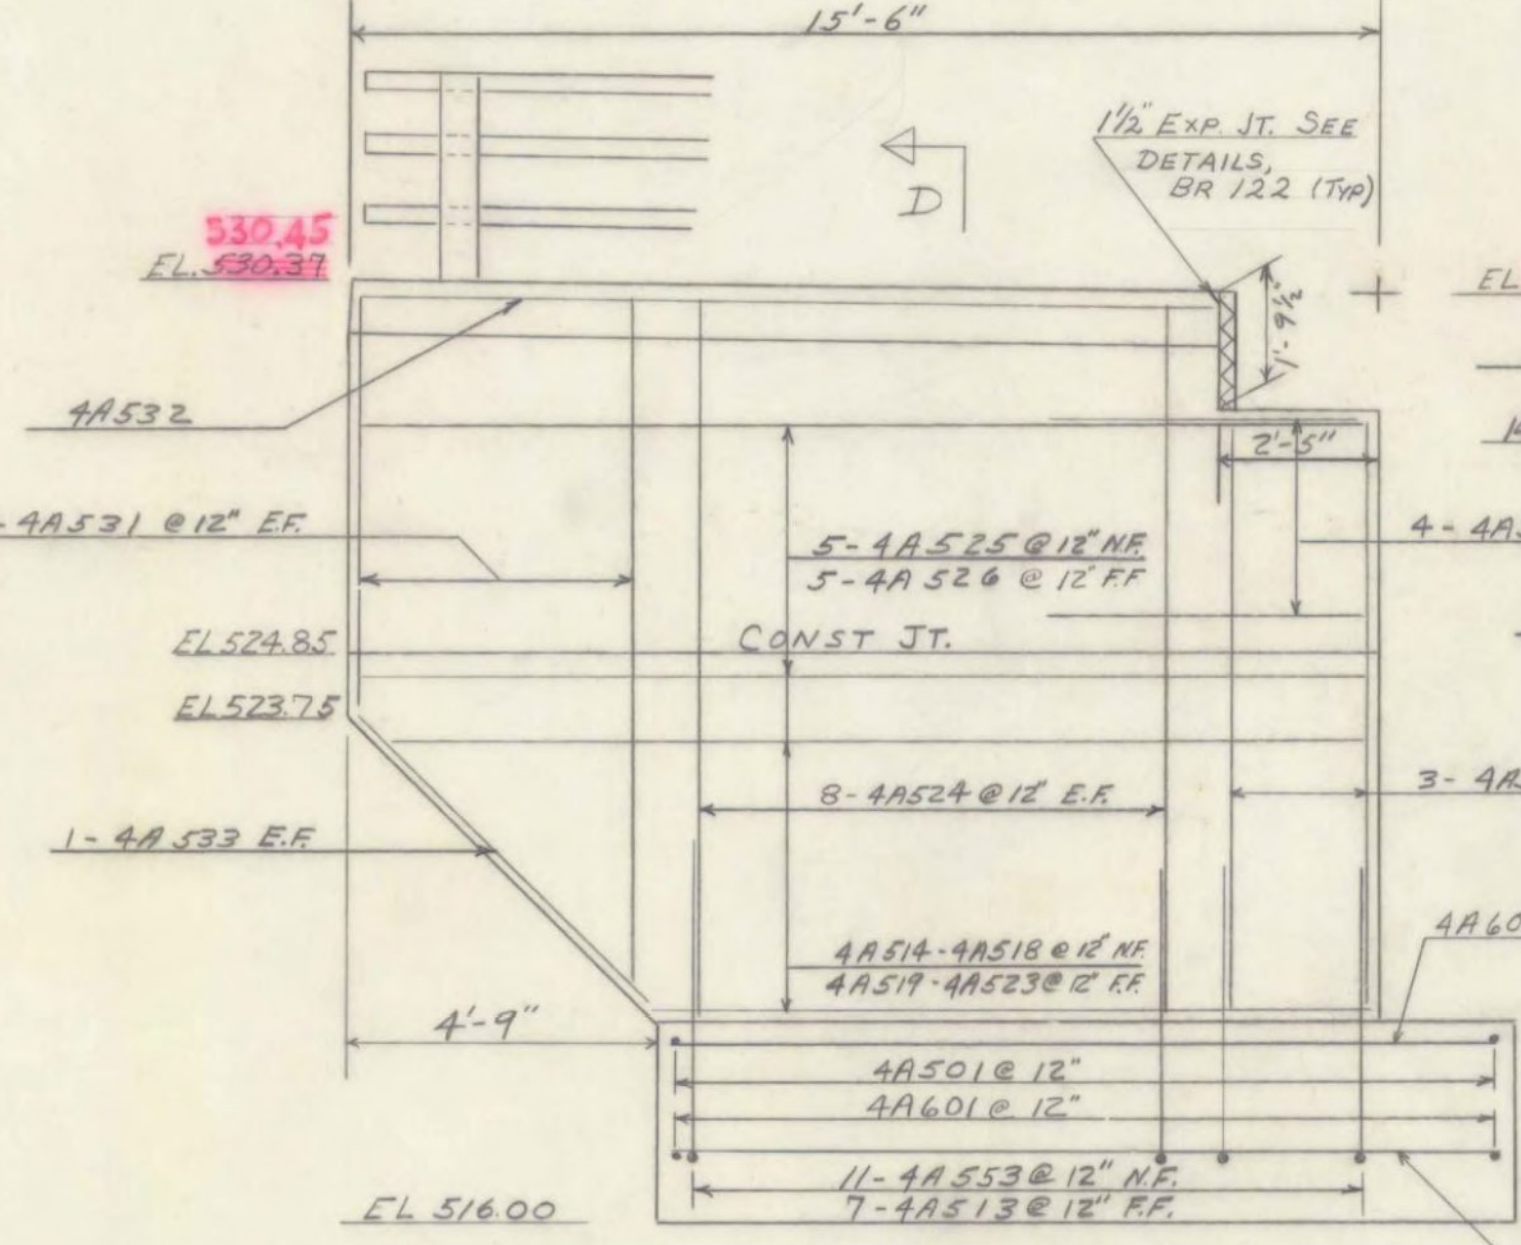 15'-6"
1½" EXP. JT. SEE
DETAILS,
BR 122 (TYP)
D
530.45
EL. 530.37
1'-9½"
EL
4A532
2'-5"
- 4A531 @ 12" E.F.
5-4A525 @ 12" N.F.
5-4A526 @ 12" F.F
4-4A5
EL 524.85
CONST JT.
EL 523.75
8-4A524 @ 12" E.F.
3-4A5
1-4A533 E.F.
4A60
4A514-4A518 @ 12" N.F.
4A519-4A523 @ 12" F.F.
4'-9"
4A501 @ 12"
4A601 @ 12"
11-4A553 @ 12" N.F.
7-4A513 @ 12" F.F.
EL 516.00